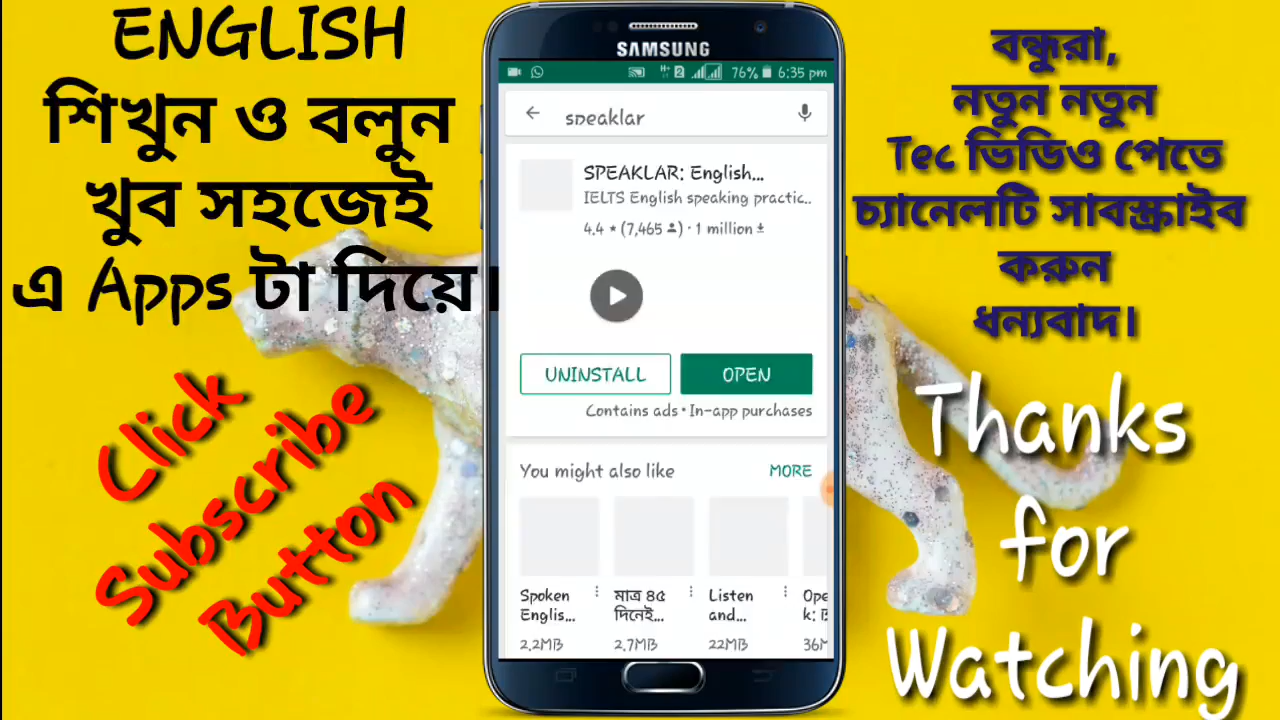 ENGLISH
শিখুন ও বলুন
খুব সহজেই
এ Apps টা দিয়ে।
Click
Subscribe
Button
SAMSUNG
76% 6:35 pm
speaklar
SPEAKLAR: English...
IELTS English speaking practic..
4.4 ★ (7,465) · 1 million
UNINSTALL
OPEN
Contains ads • In-app purchases
You might also like
MORE
Spoken
Englis...
2.2MB
মাত্র ৪৫
দিনেই...
2.7MB
Listen
and...
22MB
Ope
k: B
36M
বন্ধুরা,
নতুন নতুন
Tec ভিডিও পেতে
চ্যানেলটি সাবস্ক্রাইব
করুন
ধন্যবাদ।
Thanks
for
Watching